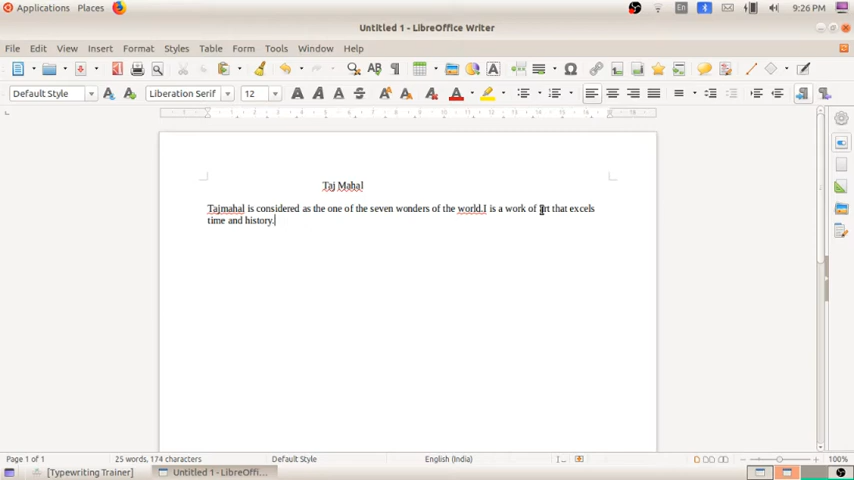 Applications Places En 9:26 PM
Untitled 1 - LibreOffice Writer
File Edit View Insert Format Styles Table Form Tools Window Help
Default Style Liberation Serif 12
Taj Mahal
Tajmahal is considered as the one of the seven wonders of the world.I is a work of art that excels
time and history.
Page 1 of 1 25 words, 174 characters Default Style English (India) 100%
[Typewriting Trainer] Untitled 1 - LibreOffi...